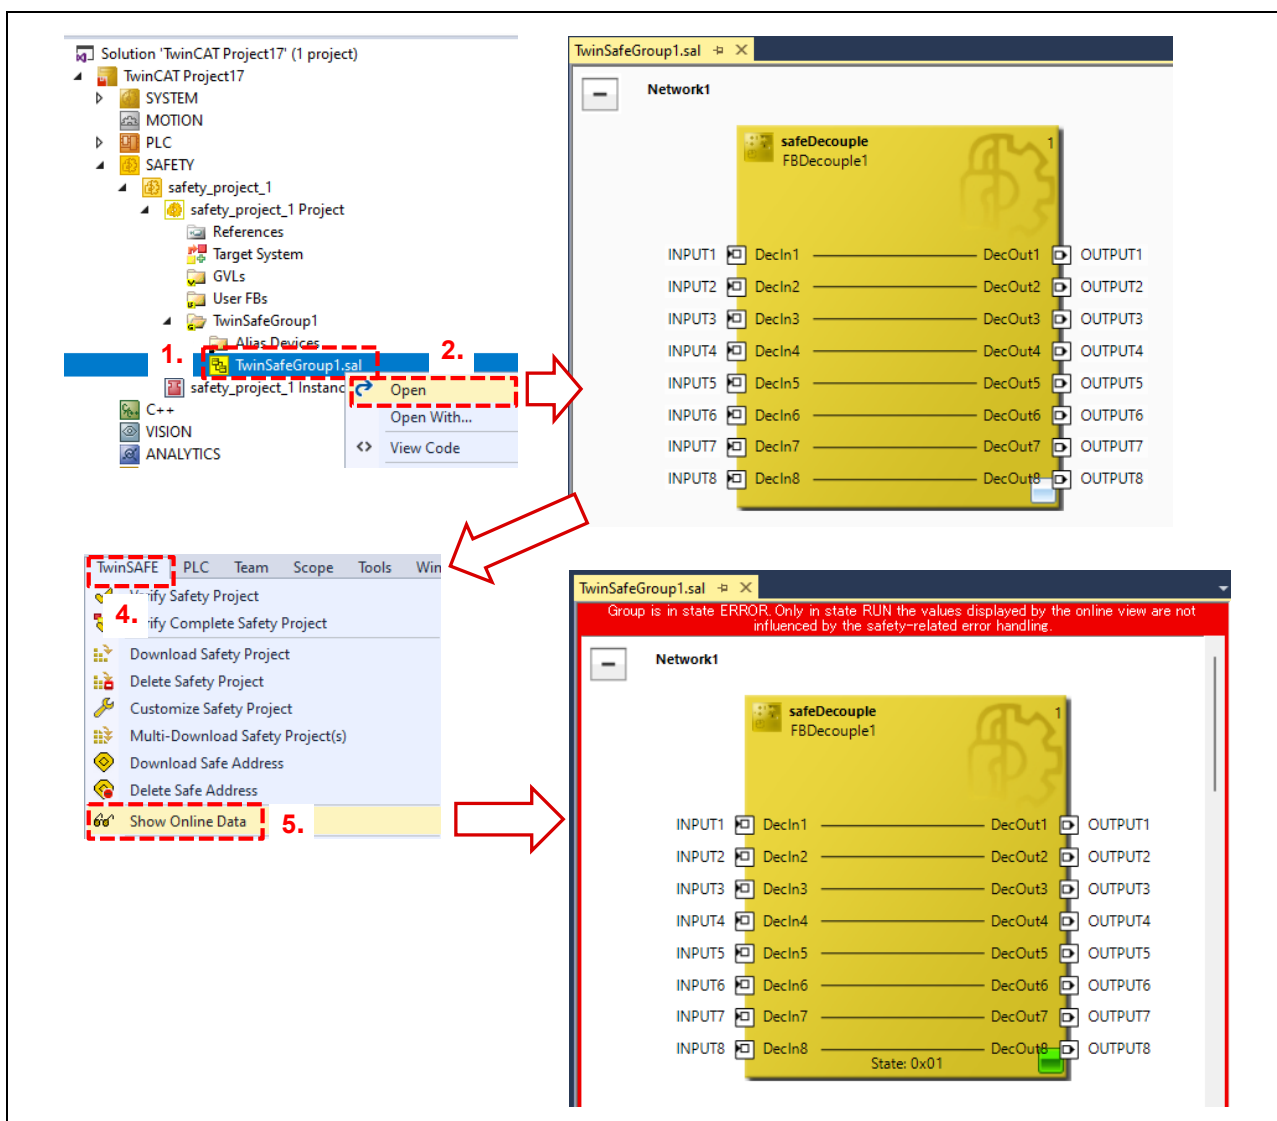 Solution 'TwinCAT Project17' (1 project)
TwinCAT Project17
SYSTEM
MOTION
PLC
SAFETY
safety_project_1
safety_project_1 Project
References
Target System
GVLs
User FBs
TwinSafeGroup1
Alias Devices
1.
TwinSafeGroup1.sal
2.
safety_project_1 Instanc
Open
C++
Open With...
VISION
View Code
ANALYTICS
TwinSafeGroup1.sal
Network1
safeDecouple
1
FBDecouple1
INPUT1 DecIn1 DecOut1 OUTPUT1
INPUT2 DecIn2 DecOut2 OUTPUT2
INPUT3 DecIn3 DecOut3 OUTPUT3
INPUT4 DecIn4 DecOut4 OUTPUT4
INPUT5 DecIn5 DecOut5 OUTPUT5
INPUT6 DecIn6 DecOut6 OUTPUT6
INPUT7 DecIn7 DecOut7 OUTPUT7
INPUT8 DecIn8 DecOut8 OUTPUT8
TwinSAFE PLC Team Scope Tools Win
Verify Safety Project
4.
Verify Complete Safety Project
Download Safety Project
Delete Safety Project
Customize Safety Project
Multi-Download Safety Project(s)
Download Safe Address
Delete Safe Address
Show Online Data
5.
TwinSafeGroup1.sal
Group is in state ERROR. Only in state RUN the values displayed by the online view are not
influenced by the safety-related error handling.
Network1
safeDecouple
1
FBDecouple1
INPUT1 DecIn1 DecOut1 OUTPUT1
INPUT2 DecIn2 DecOut2 OUTPUT2
INPUT3 DecIn3 DecOut3 OUTPUT3
INPUT4 DecIn4 DecOut4 OUTPUT4
INPUT5 DecIn5 DecOut5 OUTPUT5
INPUT6 DecIn6 DecOut6 OUTPUT6
INPUT7 DecIn7 DecOut7 OUTPUT7
INPUT8 DecIn8 DecOut8 OUTPUT8
State: 0x01